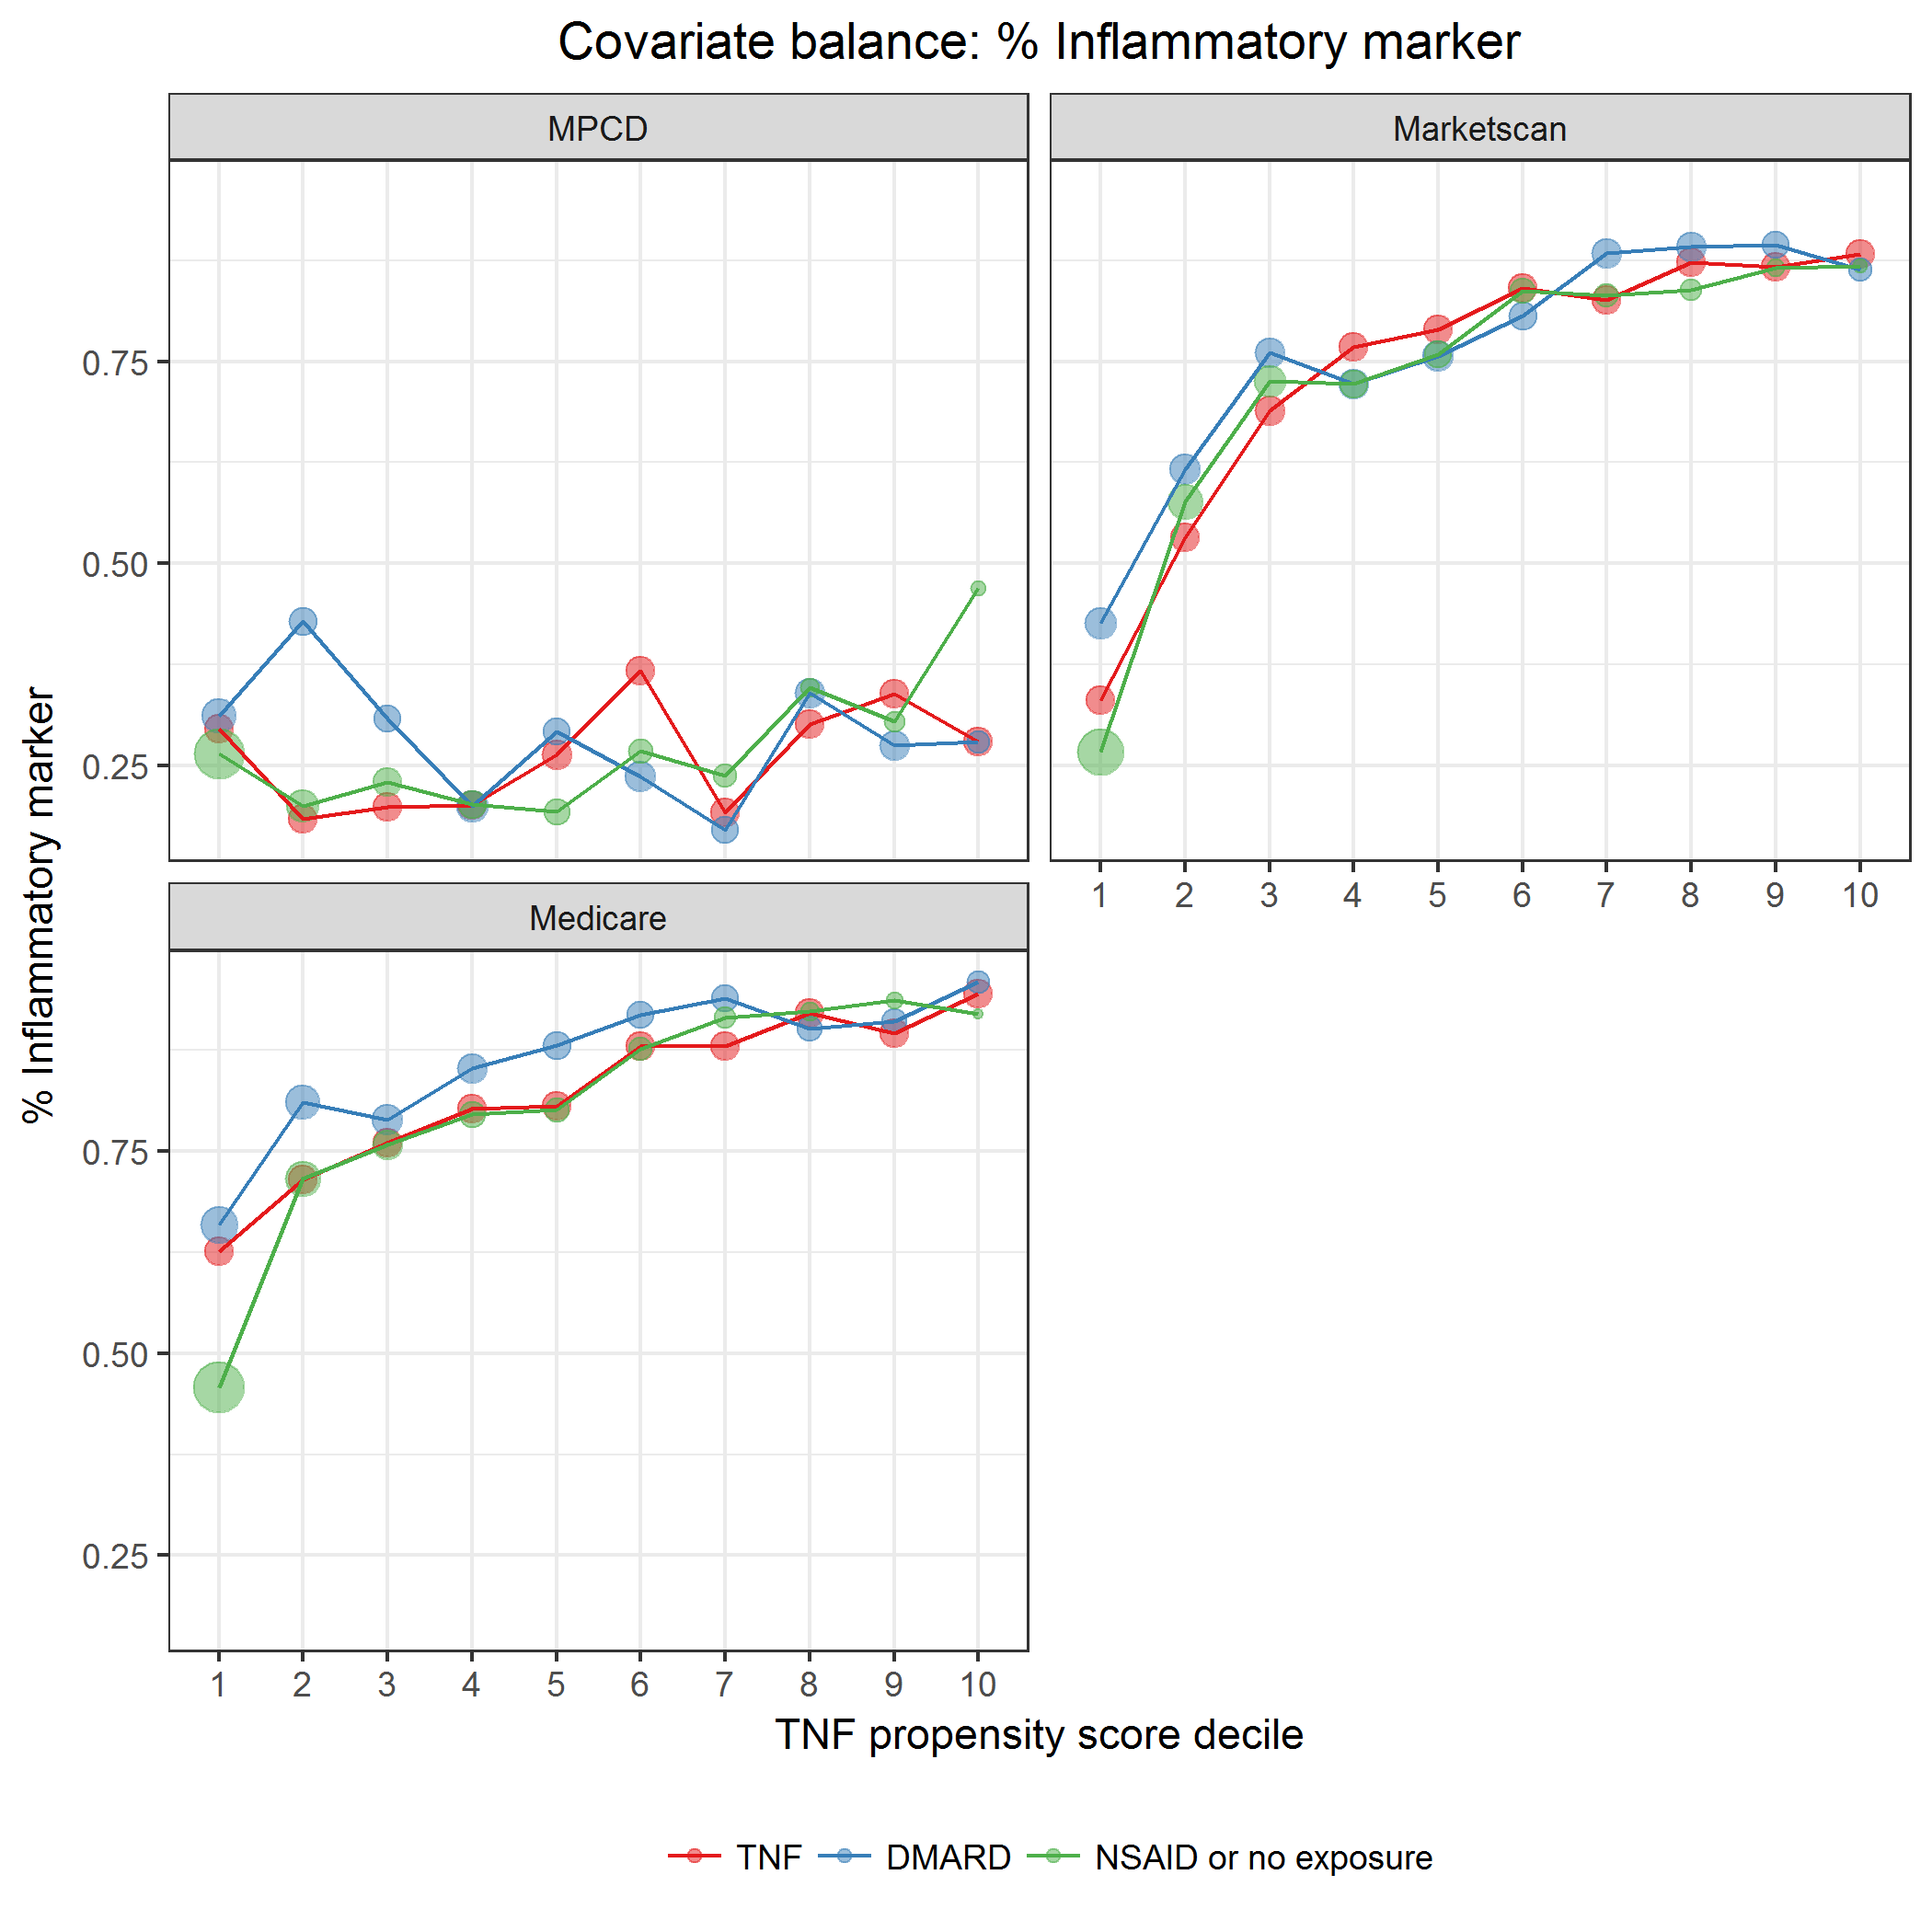 Covariate balance: % Inflammatory marker
MPCD
Marketscan
0.75
0.50
0.25
1 2 3 4 5 6 7 8 9 10
Medicare
0.75
0.50
0.25
1 2 3 4 5 6 7 8 9 10
% Inflammatory marker
TNF propensity score decile
TNF DMARD NSAID or no exposure